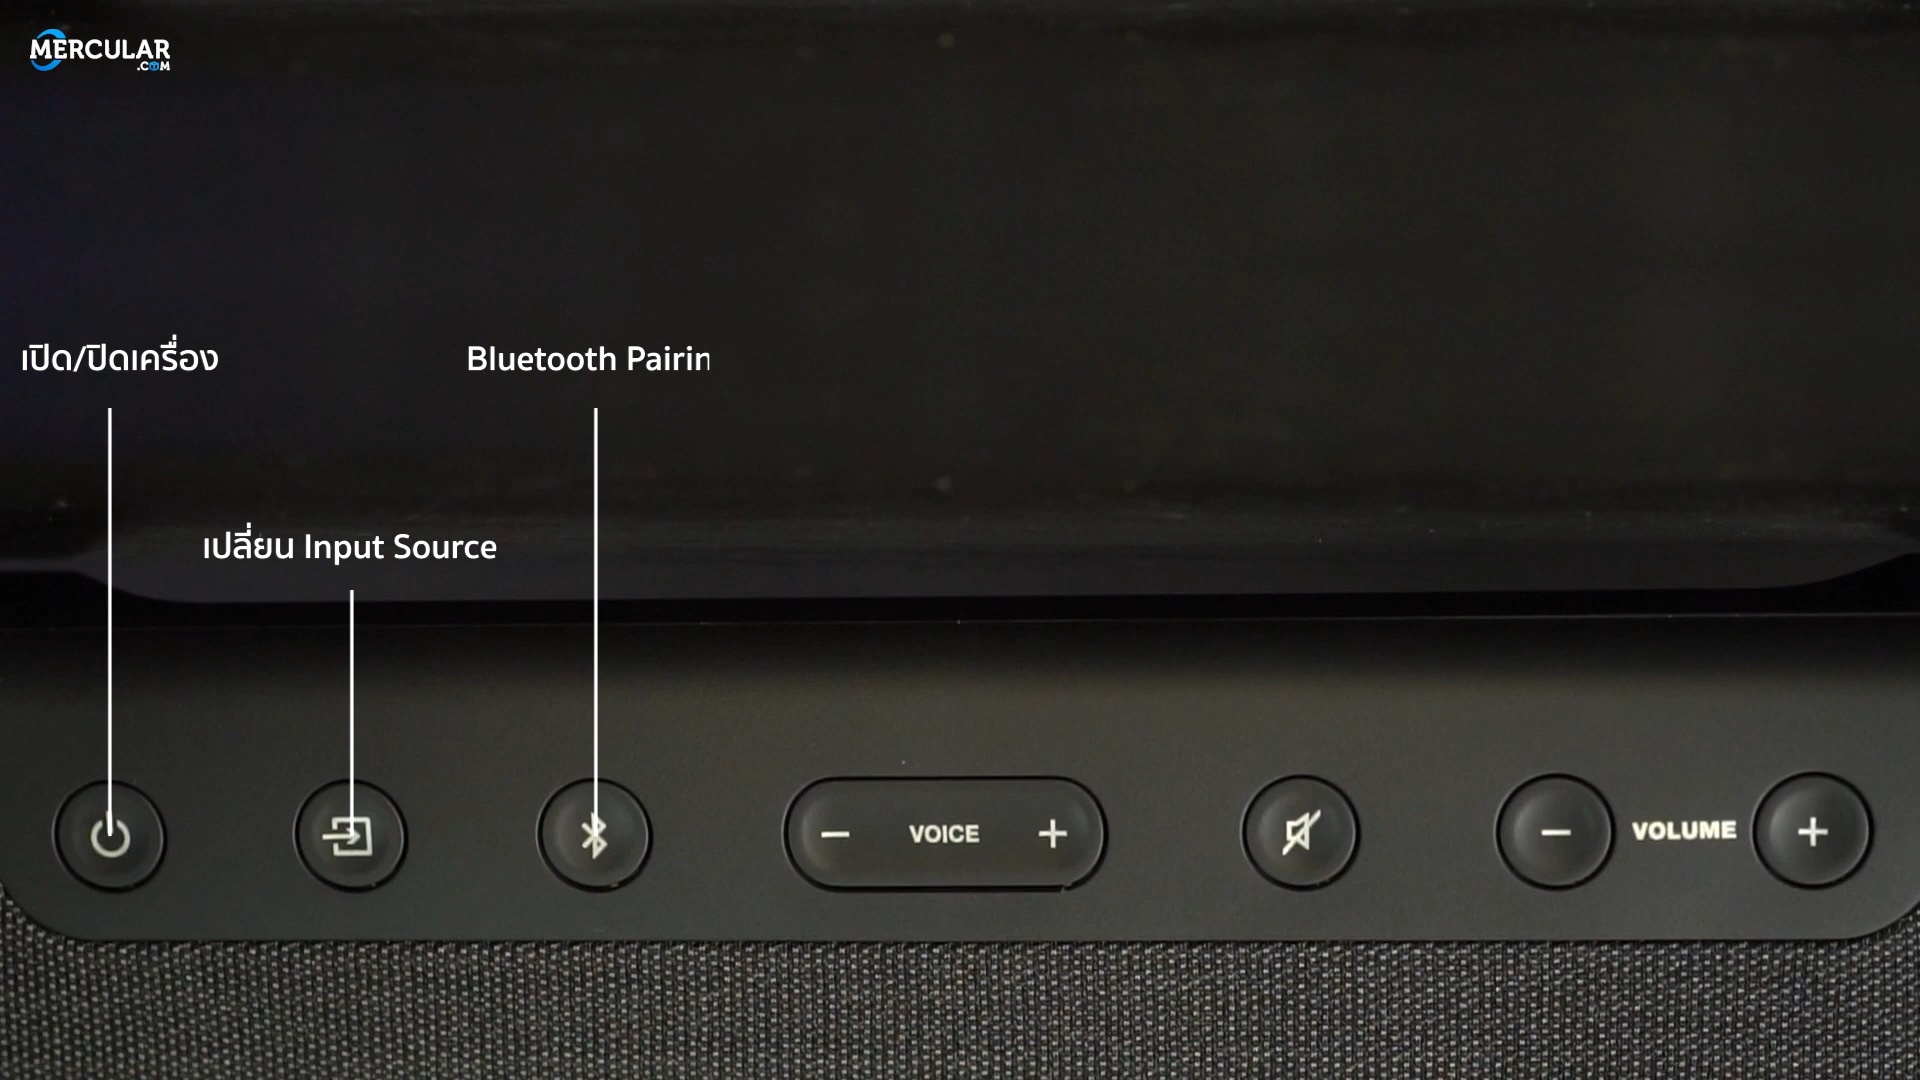 MERCULAR
.COM
เปิด/ปิดเครื่อง
Bluetooth Pairin
เปลี่ยน Input Source
VOICE
VOLUME